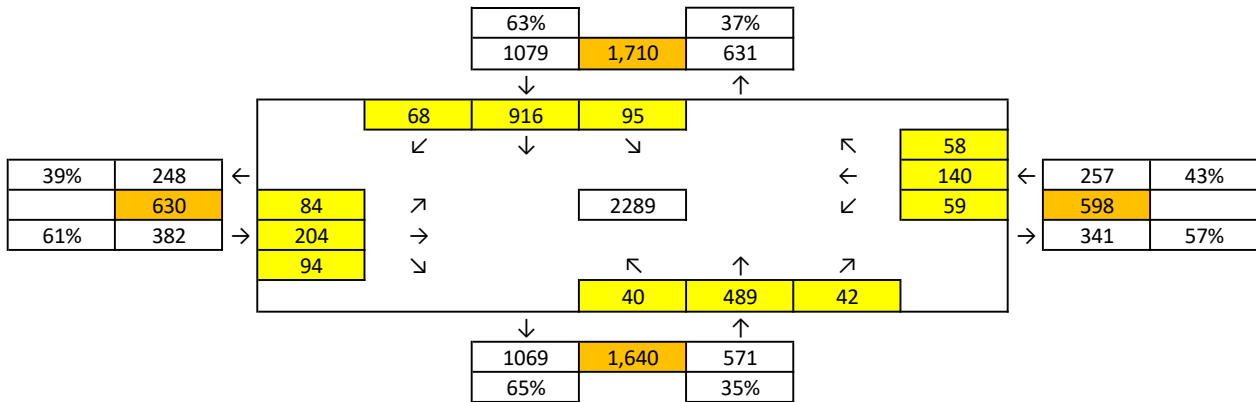 63% 37%
1079 1,710 631
↓ ↑
68 916 95
↙ ↓ ↘ ↖ 58
39% 248 ← ← 140 ← 257 43%
630 84 ↗ 2289 ↙ 59 598
61% 382 → 204 → → 341 57%
94 ↘ ↖ ↑ ↗
40 489 42
↓ ↑
1069 1,640 571
65% 35%